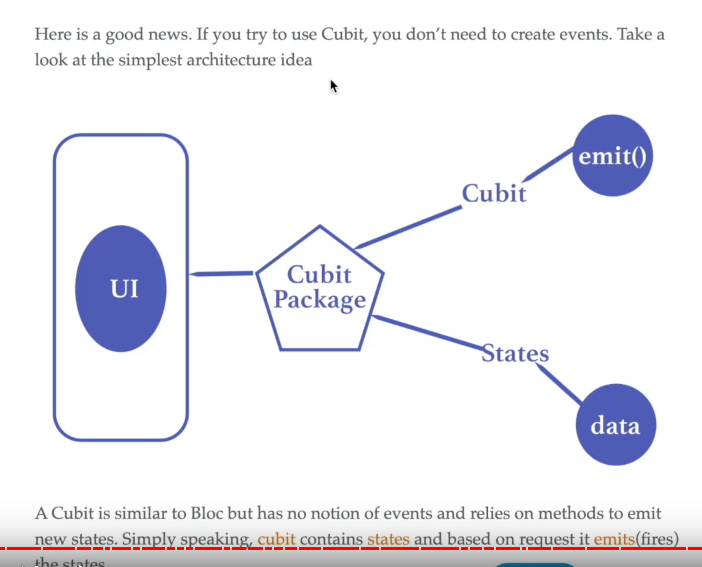 Here is a good news. If you try to use Cubit, you don't need to create events. Take a
look at the simplest architecture idea
emit()
Cubit
UI
Cubit
Package
States
data
A Cubit is similar to Bloc but has no notion of events and relies on methods to emit
new states. Simply speaking, cubit contains states and based on request it emits(fires)
the states